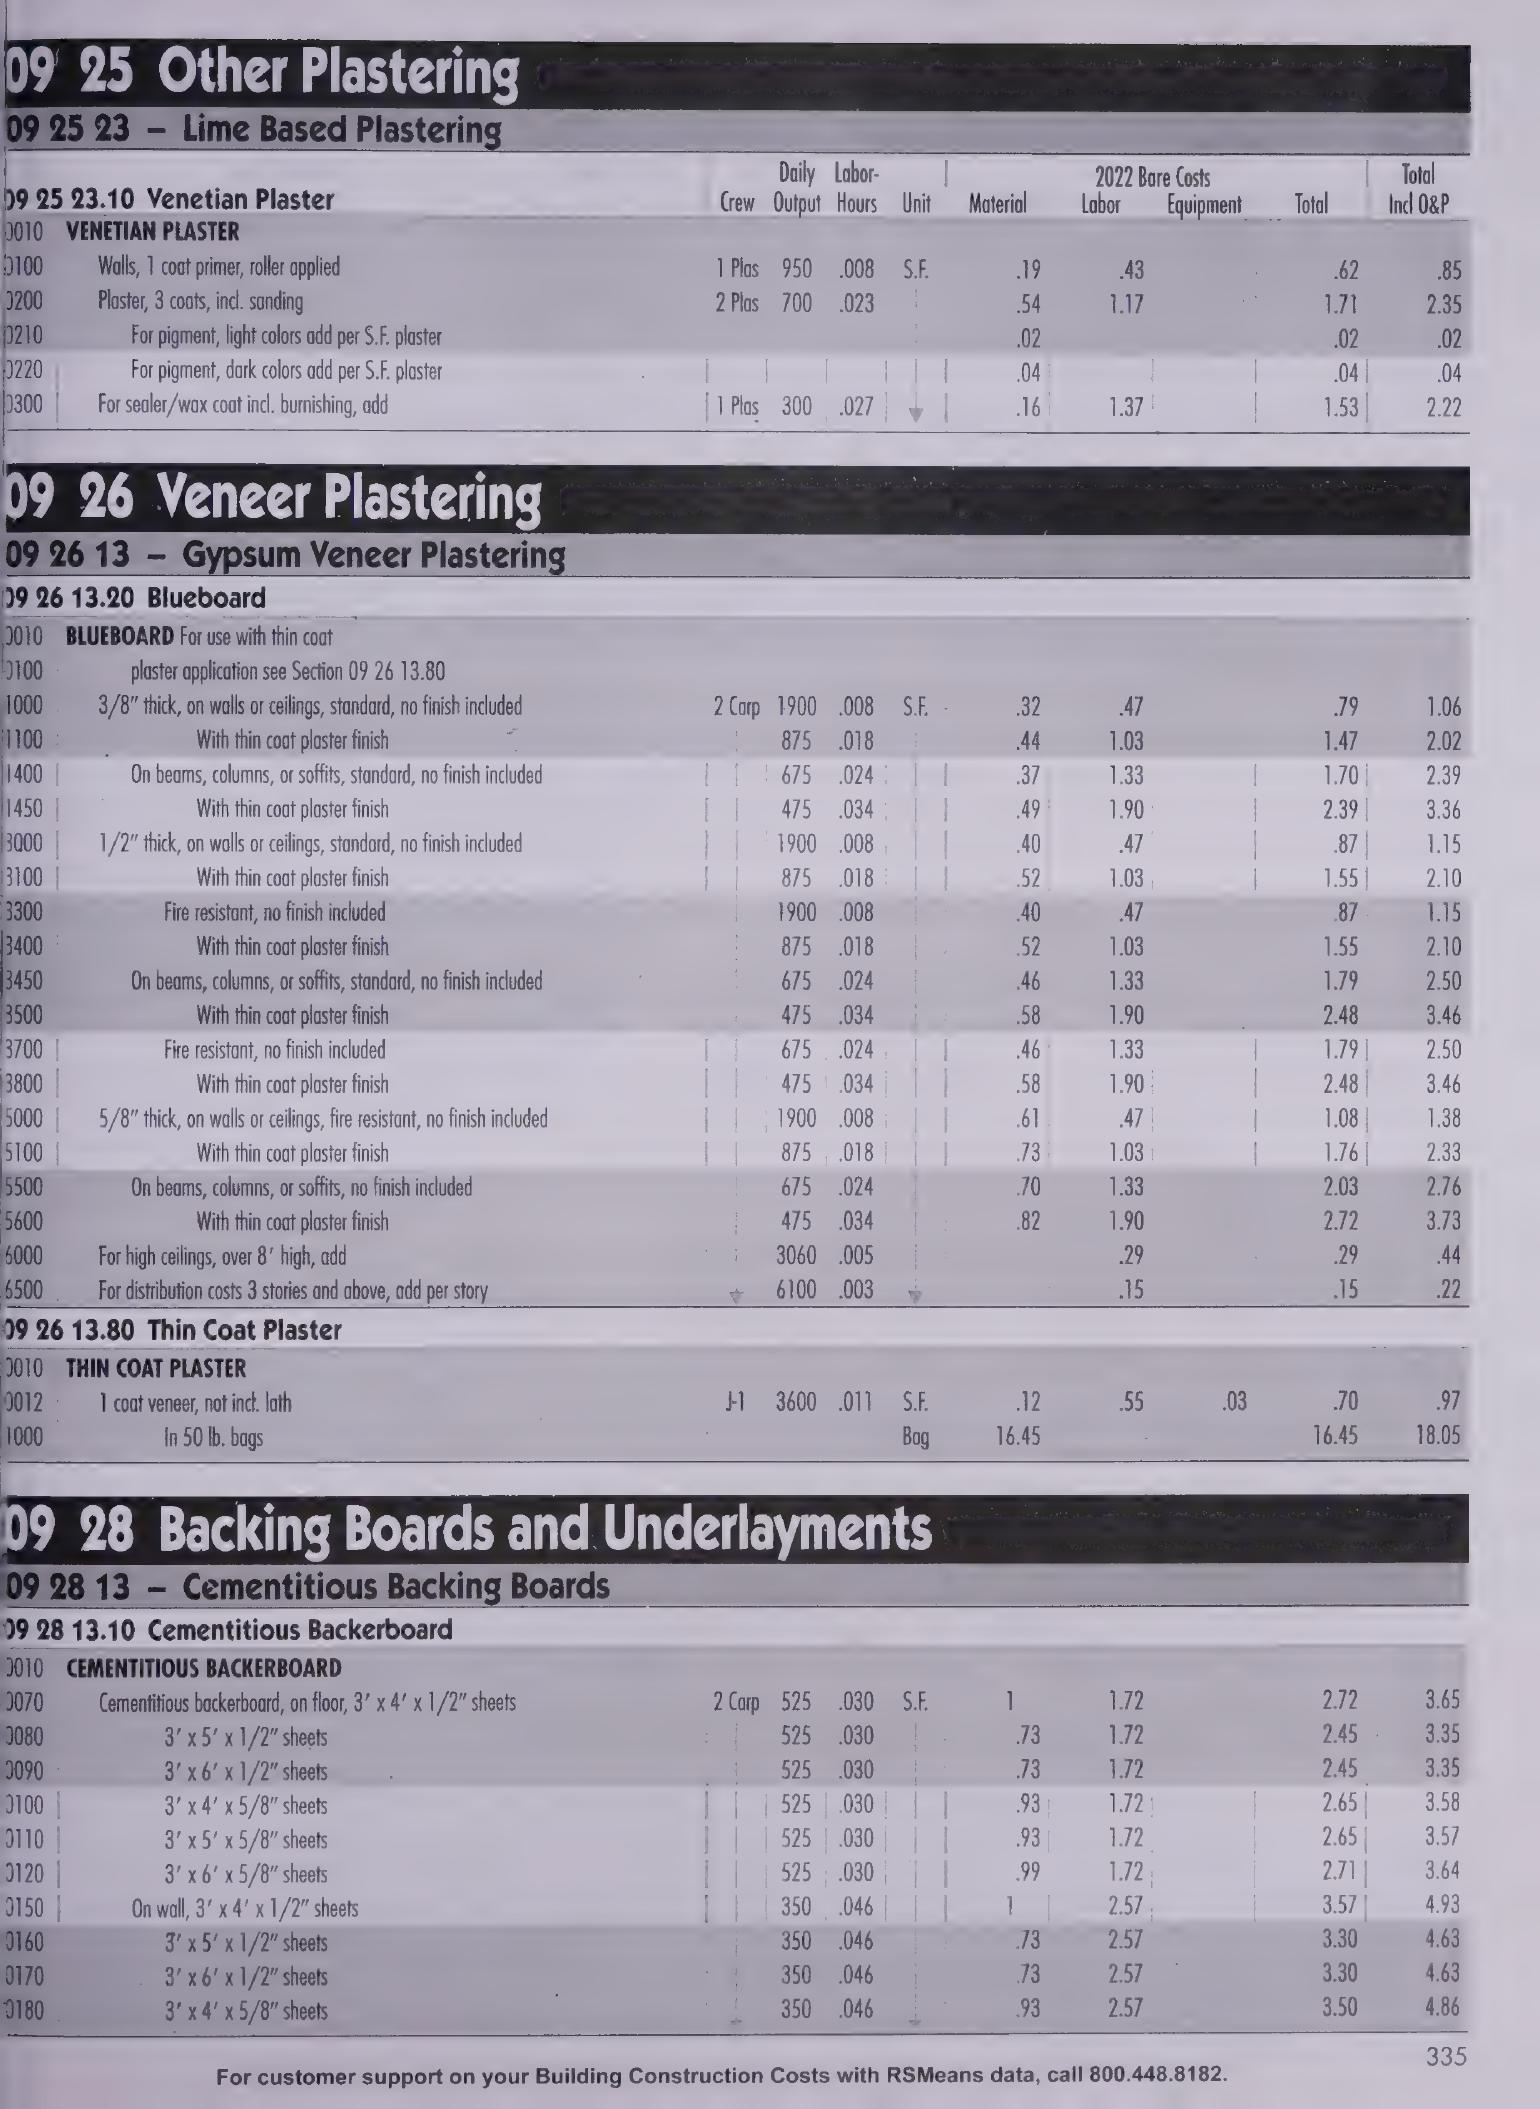 09 25 Other Plastering
09 25 23 – Lime Based Plastering
Daily Labor- 2022 Bare Costs Total
09 25 23.10 Venetian Plaster Crew Output Hours Unit Material Labor Equipment Total Incl O&P
0010 VENETIAN PLASTER
0100 Walls, 1 coat primer, roller applied 1 Plas 950 .008 S.F. .19 .43 .62 .85
0200 Plaster, 3 coats, incl. sanding 2 Plas 700 .023 .54 1.17 1.71 2.35
0210 For pigment, light colors add per S.F. plaster .02 .02 .02
0220 For pigment, dark colors add per S.F. plaster .04 .04 .04
0300 For sealer/wax coat incl. burnishing, add 1 Plas 300 .027 .16 1.37 1.53 2.22
09 26 Veneer Plastering
09 26 13 – Gypsum Veneer Plastering
09 26 13.20 Blueboard
0010 BLUEBOARD For use with thin coat
0100 plaster application see Section 09 26 13.80
1000 3/8" thick, on walls or ceilings, standard, no finish included 2 Carp 1900 .008 S.F. .32 .47 .79 1.06
1100 With thin coat plaster finish 875 .018 .44 1.03 1.47 2.02
1400 On beams, columns, or soffits, standard, no finish included 675 .024 .37 1.33 1.70 2.39
1450 With thin coat plaster finish 475 .034 .49 1.90 2.39 3.36
3000 1/2" thick, on walls or ceilings, standard, no finish included 1900 .008 .40 .47 .87 1.15
3100 With thin coat plaster finish 875 .018 .52 1.03 1.55 2.10
3300 Fire resistant, no finish included 1900 .008 .40 .47 .87 1.15
3400 With thin coat plaster finish 875 .018 .52 1.03 1.55 2.10
3450 On beams, columns, or soffits, standard, no finish included 675 .024 .46 1.33 1.79 2.50
3500 With thin coat plaster finish 475 .034 .58 1.90 2.48 3.46
3700 Fire resistant, no finish included 675 .024 .46 1.33 1.79 2.50
3800 With thin coat plaster finish 475 .034 .58 1.90 2.48 3.46
5000 5/8" thick, on walls or ceilings, fire resistant, no finish included 1900 .008 .61 .47 1.08 1.38
5100 With thin coat plaster finish 875 .018 .73 1.03 1.76 2.33
5500 On beams, columns, or soffits, no finish included 675 .024 .70 1.33 2.03 2.76
5600 With thin coat plaster finish 475 .034 .82 1.90 2.72 3.73
6000 For high ceilings, over 8' high, add 3060 .005 .29 .29 .44
6500 For distribution costs 3 stories and above, add per story 6100 .003 .15 .15 .22
09 26 13.80 Thin Coat Plaster
0010 THIN COAT PLASTER
0012 1 coat veneer, not incl. lath J-1 3600 .011 S.F. .12 .55 .03 .70 .97
1000 In 50 lb. bags Bag 16.45 16.45 18.05
09 28 Backing Boards and Underlayments
09 28 13 – Cementitious Backing Boards
09 28 13.10 Cementitious Backerboard
0010 CEMENTITIOUS BACKERBOARD
0070 Cementitious backerboard, on floor, 3' x 4' x 1/2" sheets 2 Carp 525 .030 S.F. 1 1.72 2.72 3.65
0080 3' x 5' x 1/2" sheets 525 .030 .73 1.72 2.45 3.35
0090 3' x 6' x 1/2" sheets 525 .030 .73 1.72 2.45 3.35
0100 3' x 4' x 5/8" sheets 525 .030 .93 1.72 2.65 3.58
0110 3' x 5' x 5/8" sheets 525 .030 .93 1.72 2.65 3.57
0120 3' x 6' x 5/8" sheets 525 .030 .99 1.72 2.71 3.64
0150 On wall, 3' x 4' x 1/2" sheets 350 .046 1 2.57 3.57 4.93
0160 3' x 5' x 1/2" sheets 350 .046 .73 2.57 3.30 4.63
0170 3' x 6' x 1/2" sheets 350 .046 .73 2.57 3.30 4.63
0180 3' x 4' x 5/8" sheets 350 .046 .93 2.57 3.50 4.86
335
For customer support on your Building Construction Costs with RSMeans data, call 800.448.8182.